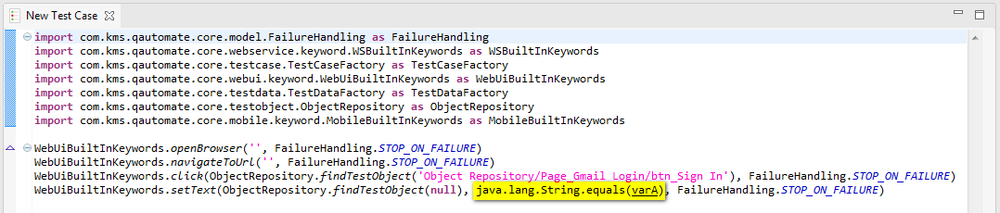 New Test Case
import com.kms.qautomate.core.model.FailureHandling as FailureHandling
import com.kms.qautomate.core.webservice.keyword.WSBuiltInKeywords as WSBuiltInKeywords
import com.kms.qautomate.core.testcase.TestCaseFactory as TestCaseFactory
import com.kms.qautomate.core.webui.keyword.WebUiBuiltInKeywords as WebUiBuiltInKeywords
import com.kms.qautomate.core.testdata.TestDataFactory as TestDataFactory
import com.kms.qautomate.core.testobject.ObjectRepository as ObjectRepository
import com.kms.qautomate.core.mobile.keyword.MobileBuiltInKeywords as MobileBuiltInKeywords
WebUiBuiltInKeywords.openBrowser('', FailureHandling.STOP_ON_FAILURE)
WebUiBuiltInKeywords.navigateToUrl('', FailureHandling.STOP_ON_FAILURE)
WebUiBuiltInKeywords.click(ObjectRepository.findTestObject('Object Repository/Page_Gmail Login/btn_Sign In'), FailureHandling.STOP_ON_FAILURE)
WebUiBuiltInKeywords.setText(ObjectRepository.findTestObject(null), java.lang.String.equals(varA), FailureHandling.STOP_ON_FAILURE)